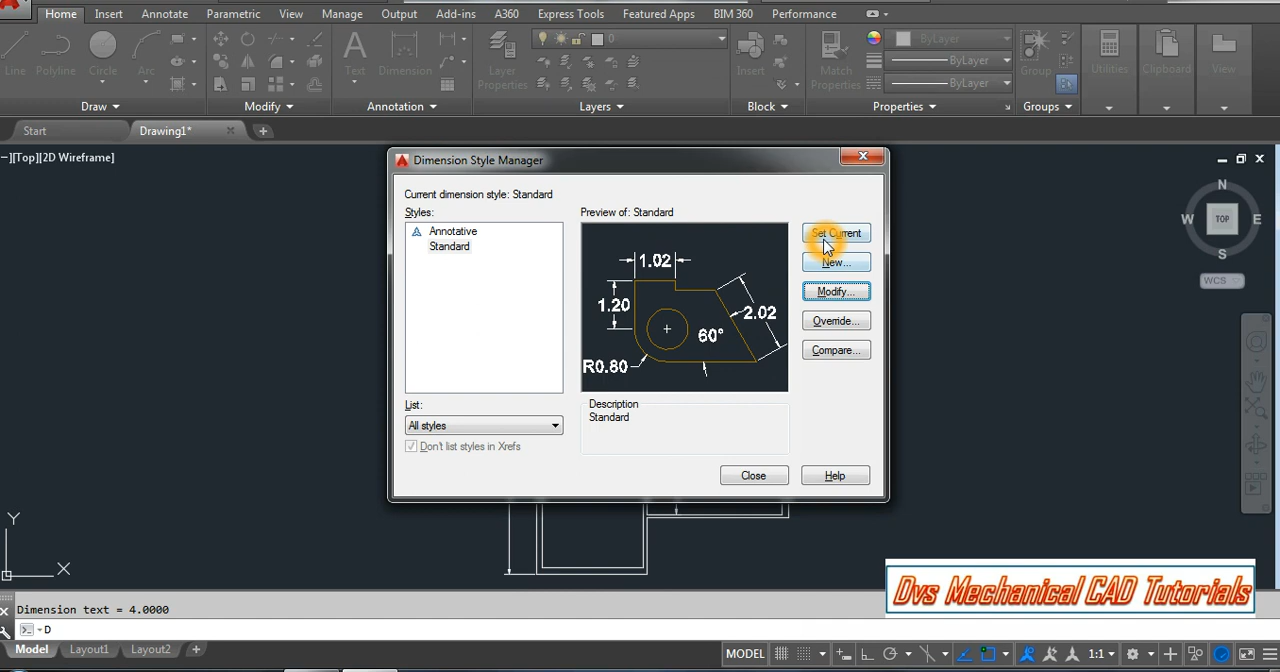 Home Insert Annotate Parametric View Manage Output Add-ins A360 Express Tools Featured Apps BIM 360 Performance
Line Polyline Circle Arc Text Dimension Layer Properties 0 Insert Match Properties ByLayer Group Utilities Clipboard View
ByLayer
ByLayer
Draw Modify Annotation Layers Block Properties Groups
Start Drawing1* +
–][Top][2D Wireframe]
Dimension Style Manager
Current dimension style: Standard
Styles:
Annotative
Standard
Preview of: Standard
1.02
1.20
2.02
60°
R0.80
Set Current
New...
Modify...
Override...
Compare...
List:
All styles
Don't list styles in Xrefs
Description
Standard
Close Help
N
W TOP E
S
WCS
Y
X
Dvs Mechanical CAD Tutorials
Dimension text = 4.0000
D
Model Layout1 Layout2 + MODEL 1:1